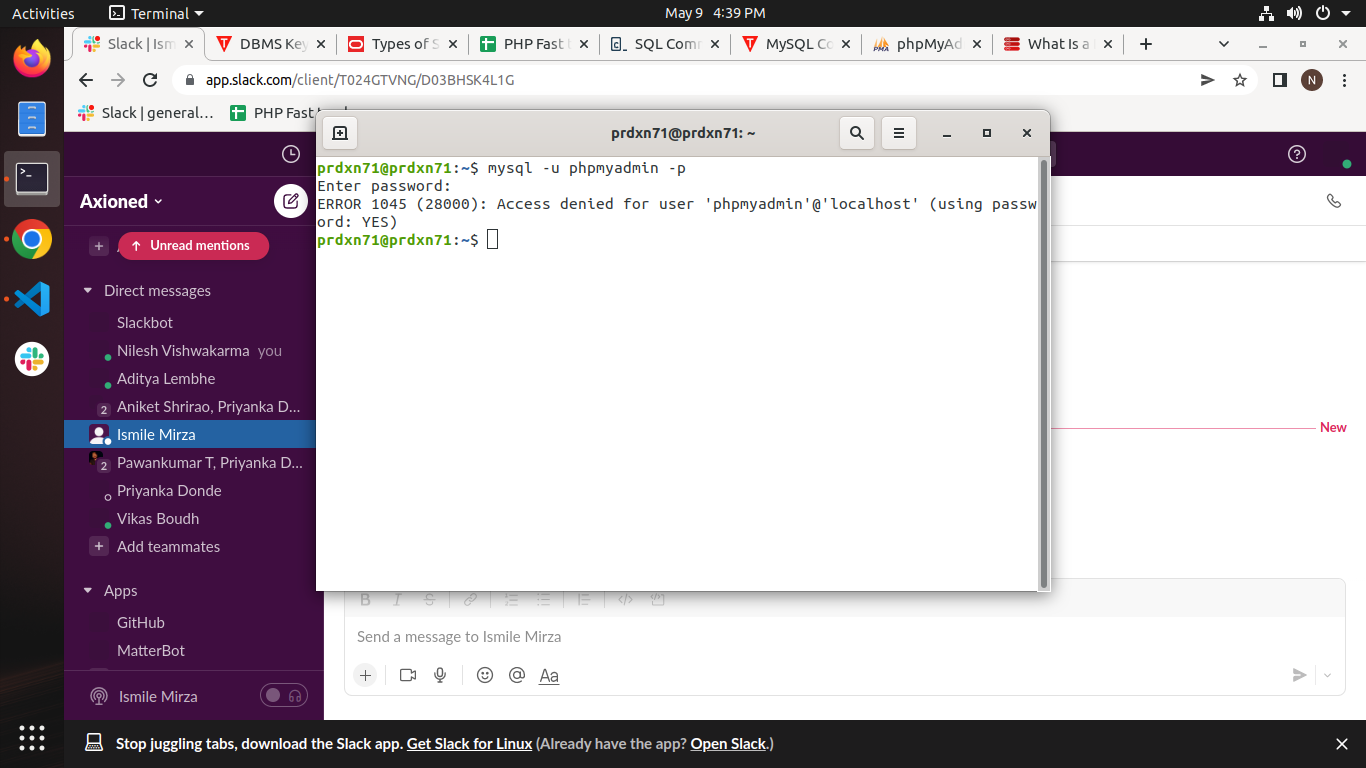 Activities
Terminal
May 9 4:39 PM
Slack | Ism
DBMS Key
Types of S
PHP Fast
SQL Com
MySQL Co
phpMyAd
What Is a
app.slack.com/client/T024GTVNG/D03BHSK4L1G
N
Slack | general...
PHP Fast
prdxn71@prdxn71: ~
prdxn71@prdxn71:~$ mysql -u phpmyadmin -p
Enter password:
ERROR 1045 (28000): Access denied for user 'phpmyadmin'@'localhost' (using passw
ord: YES)
prdxn71@prdxn71:~$
Axioned
Unread mentions
Direct messages
Slackbot
Nilesh Vishwakarma you
Aditya Lembhe
2 Aniket Shrirao, Priyanka D...
Ismile Mirza
2 Pawankumar T, Priyanka D...
Priyanka Donde
Vikas Boudh
Add teammates
Apps
GitHub
MatterBot
Ismile Mirza
New
B I S
Send a message to Ismile Mirza
Aa
Stop juggling tabs, download the Slack app. Get Slack for Linux (Already have the app? Open Slack.)